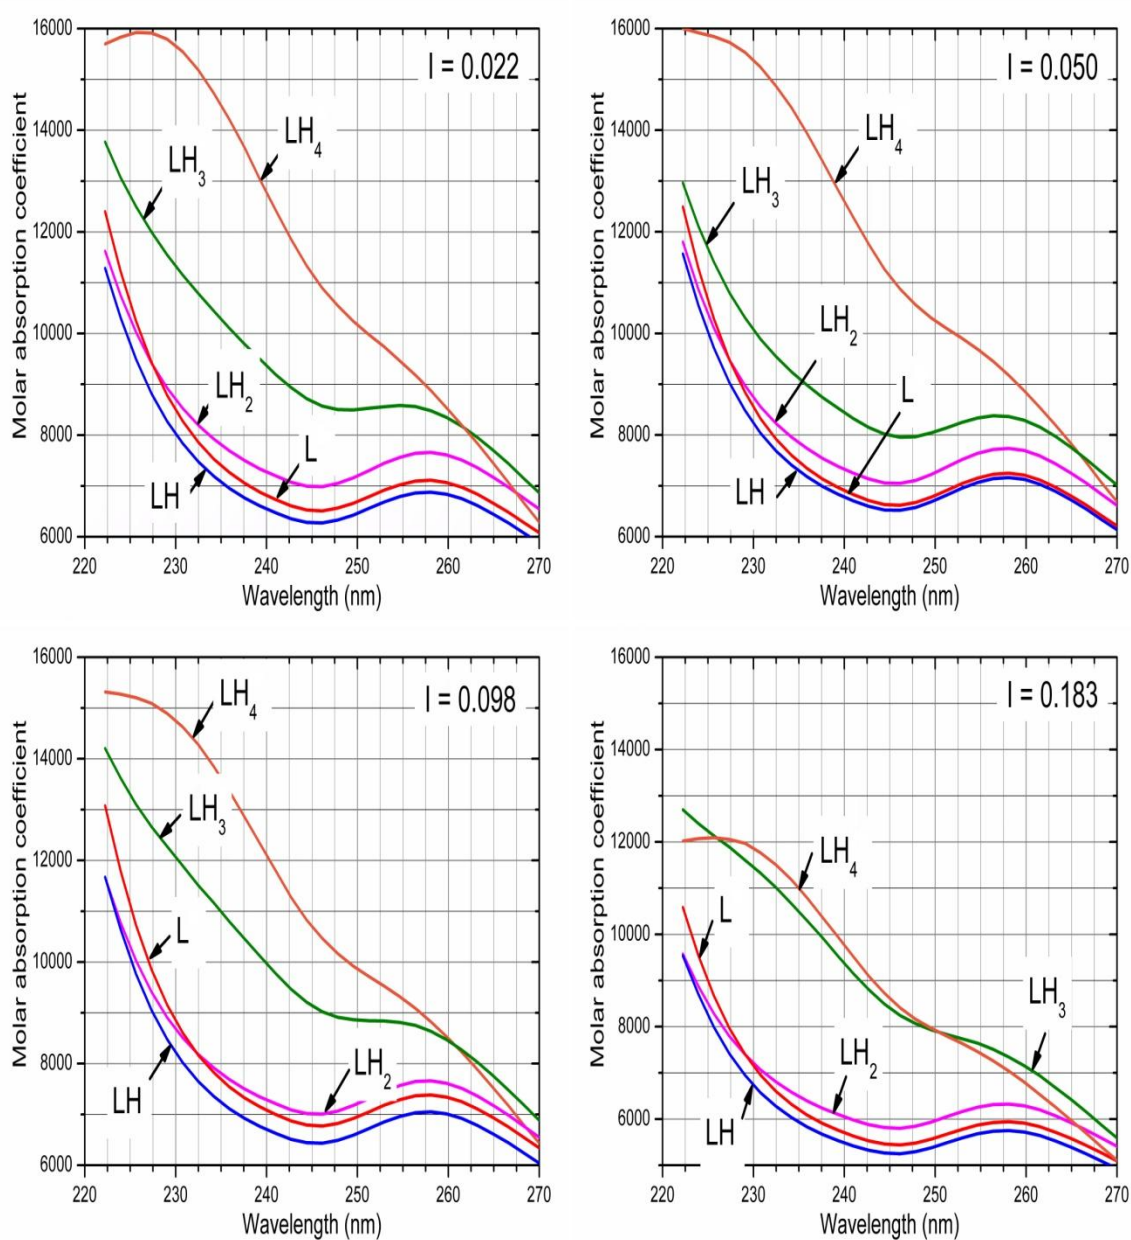 Molar absorption coefficient
16000
14000
12000
10000
8000
6000
I = 0.022
LH4
LH3
LH2
L
LH
220 230 240 250 260 270
Wavelength (nm)
Molar absorption coefficient
16000
14000
12000
10000
8000
6000
I = 0.050
LH4
LH3
LH2
L
LH
220 230 240 250 260 270
Wavelength (nm)
Molar absorption coefficient
16000
14000
12000
10000
8000
6000
I = 0.098
LH4
LH3
L
LH2
LH
220 230 240 250 260 270
Wavelength (nm)
Molar absorption coefficient
16000
14000
12000
10000
8000
6000
I = 0.183
LH4
L
LH3
LH2
LH
220 230 240 250 260 270
Wavelength (nm)